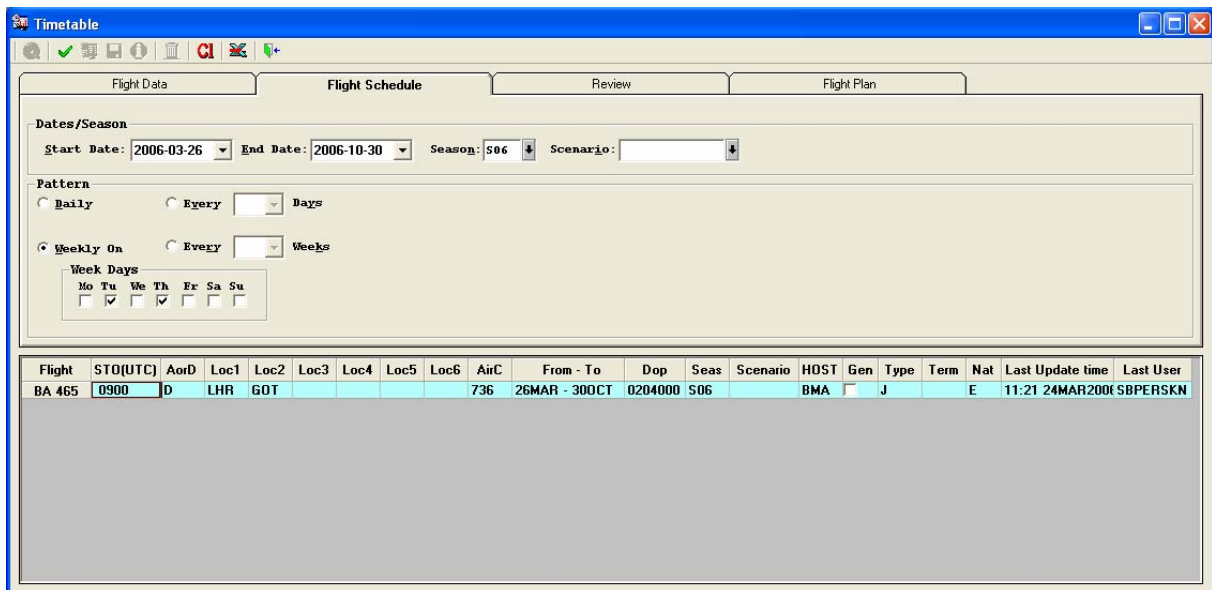 Timetable
CI
Flight Data Flight Schedule Review Flight Plan
Dates/Season
Start Date: 2006-03-26 End Date: 2006-10-30 Season: S06 Scenario:
Pattern
Daily Every Days
Weekly On Every Weeks
Week Days
Mo Tu We Th Fr Sa Su
Flight STO(UTC) AorD Loc1 Loc2 Loc3 Loc4 Loc5 Loc6 AirC From - To Dop Seas Scenario HOST Gen Type Term Nat Last Update time Last User
BA 465 0900 D LHR GOT 736 26MAR - 30OCT 0204000 S06 BMA J E 11:21 24MAR200 SBPERSKN